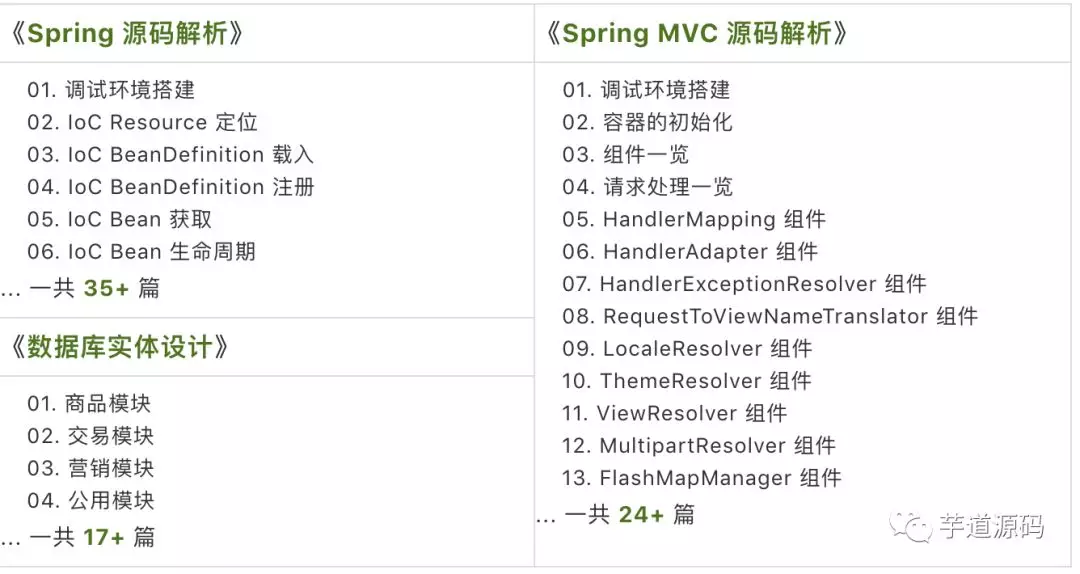 《Spring 源码解析》
01. 调试环境搭建
02. IoC Resource 定位
03. IoC BeanDefinition 载入
04. IoC BeanDefinition 注册
05. IoC Bean 获取
06. IoC Bean 生命周期
... 一共 35+ 篇
《数据库实体设计》
01. 商品模块
02. 交易模块
03. 营销模块
04. 公用模块
... 一共 17+ 篇
《Spring MVC 源码解析》
01. 调试环境搭建
02. 容器的初始化
03. 组件一览
04. 请求处理一览
05. HandlerMapping 组件
06. HandlerAdapter 组件
07. HandlerExceptionResolver 组件
08. RequestToViewNameTranslator 组件
09. LocaleResolver 组件
10. ThemeResolver 组件
11. ViewResolver 组件
12. MultipartResolver 组件
13. FlashMapManager 组件
... 一共 24+ 篇
芋道源码